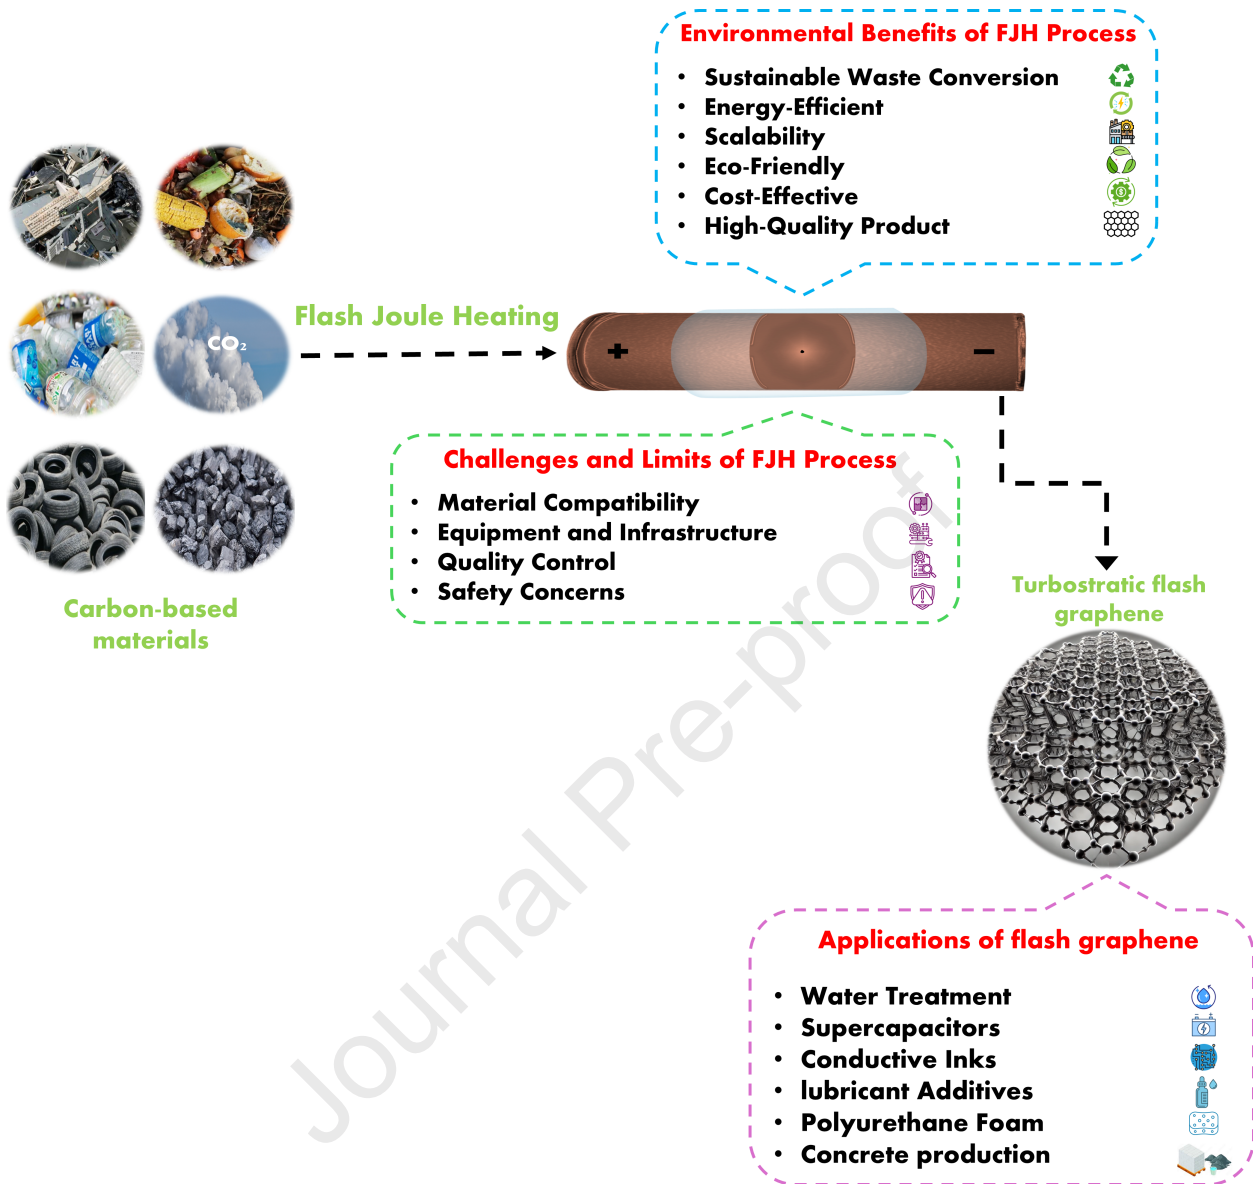 Environmental Benefits of FJH Process
• Sustainable Waste Conversion
• Energy-Efficient
• Scalability
• Eco-Friendly
• Cost-Effective
• High-Quality Product
Flash Joule Heating
CO₂
+
−
Challenges and Limits of FJH Process
• Material Compatibility
• Equipment and Infrastructure
• Quality Control
• Safety Concerns
Carbon-based
materials
Turbostratic flash
graphene
Journal Pre-proof
Applications of flash graphene
• Water Treatment
• Supercapacitors
• Conductive Inks
• lubricant Additives
• Polyurethane Foam
• Concrete production